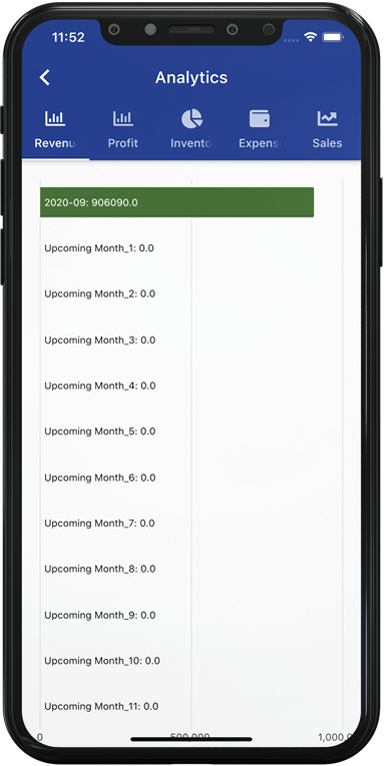 11:52
Analytics
Revenu Profit Invento Expens Sales
2020-09: 906090.0
Upcoming Month_1: 0.0
Upcoming Month_2: 0.0
Upcoming Month_3: 0.0
Upcoming Month_4: 0.0
Upcoming Month_5: 0.0
Upcoming Month_6: 0.0
Upcoming Month_7: 0.0
Upcoming Month_8: 0.0
Upcoming Month_9: 0.0
Upcoming Month_10: 0.0
Upcoming Month_11: 0.0
0 500,000 1,000,0